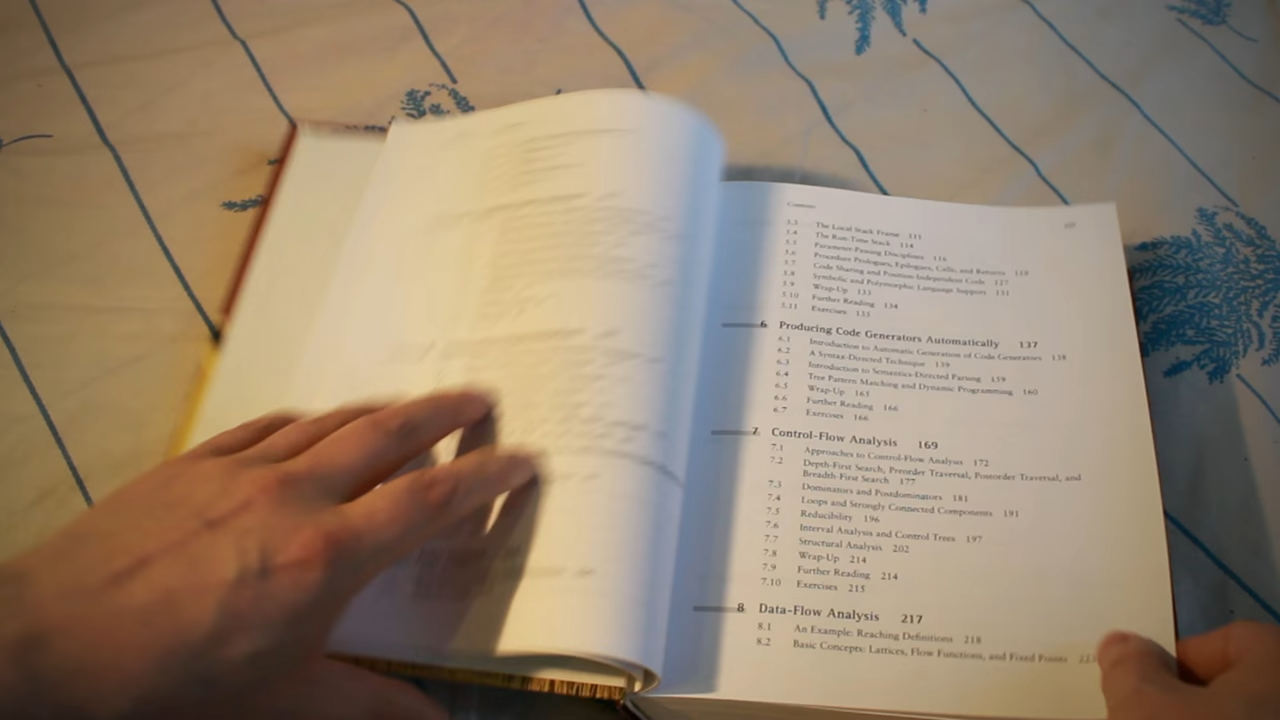 Contents
5.3 The Local Stack Frame 111
5.4 The Run-Time Stack 114
5.5 Parameter-Passing Disciplines 116
5.6 Procedure Prologues, Epilogues, Calls, and Returns 119
5.7 Code Sharing and Position-Independent Code 127
5.8 Symbolic and Polymorphic Language Support 131
5.9 Wrap-Up 133
5.10 Further Reading 134
5.11 Exercises 135
6 Producing Code Generators Automatically 137
6.1 Introduction to Automatic Generation of Code Generators 138
6.2 A Syntax-Directed Technique 139
6.3 Introduction to Semantics-Directed Parsing 159
6.4 Tree Pattern Matching and Dynamic Programming 160
6.5 Wrap-Up 165
6.6 Further Reading 166
6.7 Exercises 166
7 Control-Flow Analysis 169
7.1 Approaches to Control-Flow Analysis 172
7.2 Depth-First Search, Preorder Traversal, Postorder Traversal, and
Breadth-First Search 177
7.3 Dominators and Postdominators 181
7.4 Loops and Strongly Connected Components 191
7.5 Reducibility 196
7.6 Interval Analysis and Control Trees 197
7.7 Structural Analysis 202
7.8 Wrap-Up 214
7.9 Further Reading 214
7.10 Exercises 215
8 Data-Flow Analysis 217
8.1 An Example: Reaching Definitions 218
8.2 Basic Concepts: Lattices, Flow Functions, and Fixed Points